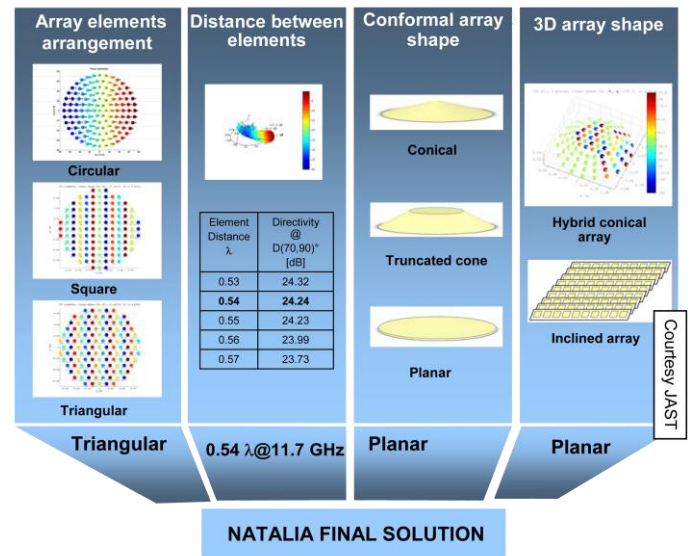 Array elements
arrangement
Circular
Square
Triangular
Distance between
elements
Element
Distance
λ
Directivity
@
D(70,90)°
[dB]
0.53 24.32
0.54 24.24
0.55 24.23
0.56 23.99
0.57 23.73
Conformal array
shape
Conical
Truncated cone
Planar
3D array shape
Hybrid conical
array
Inclined array
Courtesy JAST
Triangular
0.54 λ@11.7 GHz
Planar
Planar
NATALIA FINAL SOLUTION